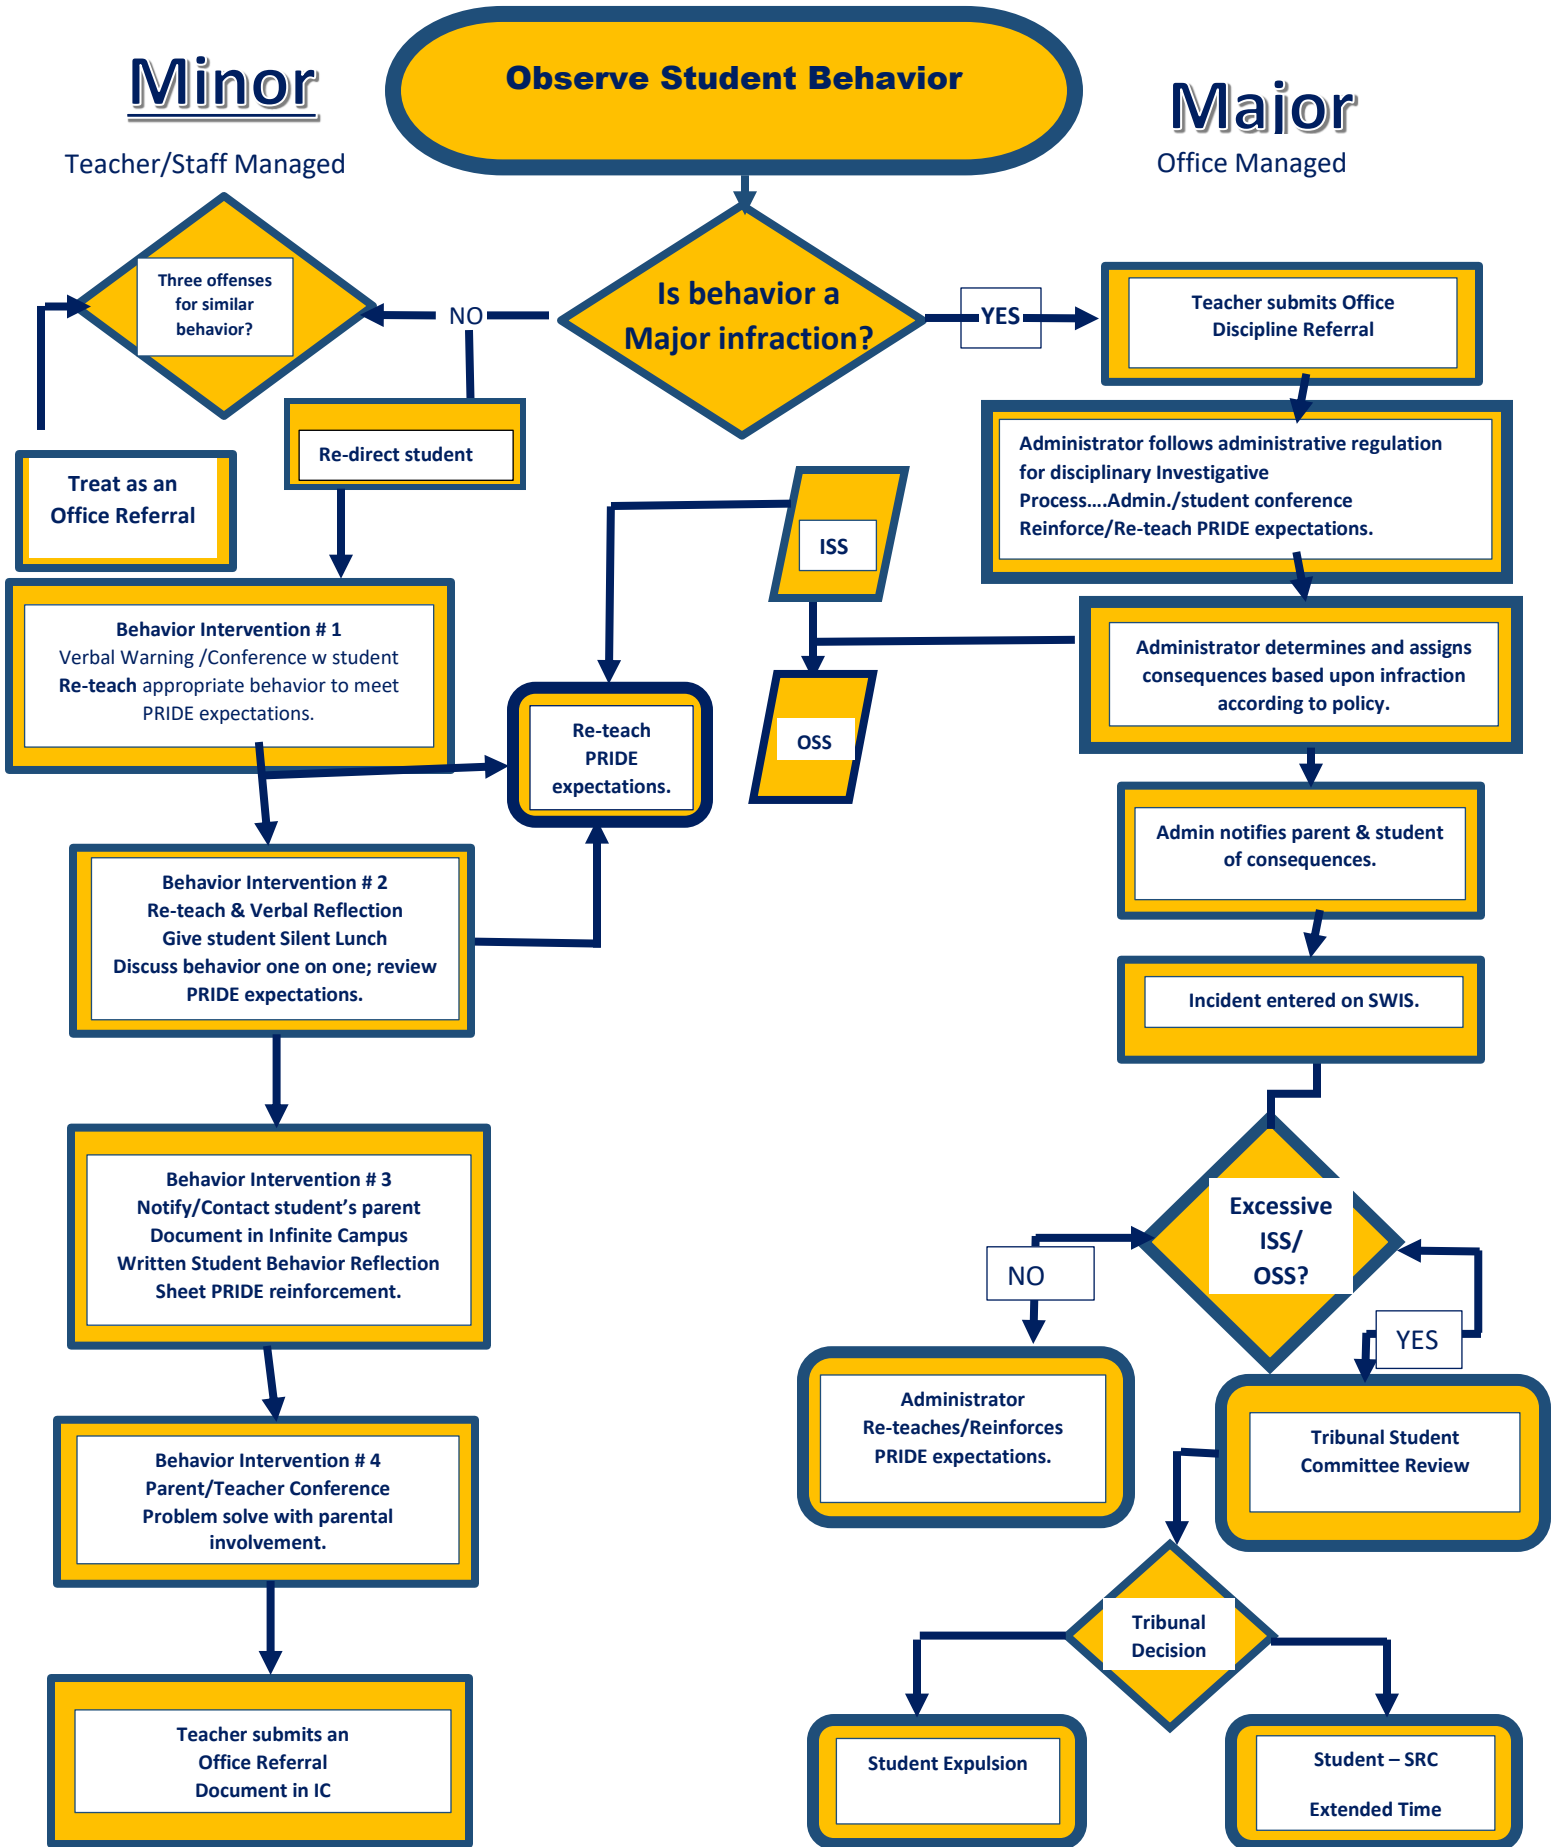 Observe Student Behavior
Minor
Teacher/Staff Managed
Major
Office Managed
Three offenses
for similar
behavior?
NO
Is behavior a
Major infraction?
YES
Teacher submits Office
Discipline Referral
Re-direct student
Treat as an
Office Referral
Administrator follows administrative regulation
for disciplinary Investigative
Process....Admin./student conference
Reinforce/Re-teach PRIDE expectations.
ISS
Behavior Intervention # 1
Verbal Warning /Conference w student
Re-teach appropriate behavior to meet
PRIDE expectations.
Administrator determines and assigns
consequences based upon infraction
according to policy.
Re-teach
PRIDE
expectations.
OSS
Admin notifies parent & student
of consequences.
Behavior Intervention # 2
Re-teach & Verbal Reflection
Give student Silent Lunch
Discuss behavior one on one; review
PRIDE expectations.
Incident entered on SWIS.
Behavior Intervention # 3
Notify/Contact student’s parent
Document in Infinite Campus
Written Student Behavior Reflection
Sheet PRIDE reinforcement.
Excessive
ISS/
OSS?
NO
YES
Administrator
Re-teaches/Reinforces
PRIDE expectations.
Tribunal Student
Committee Review
Behavior Intervention # 4
Parent/Teacher Conference
Problem solve with parental
involvement.
Tribunal
Decision
Teacher submits an
Office Referral
Document in IC
Student Expulsion
Student – SRC
Extended Time